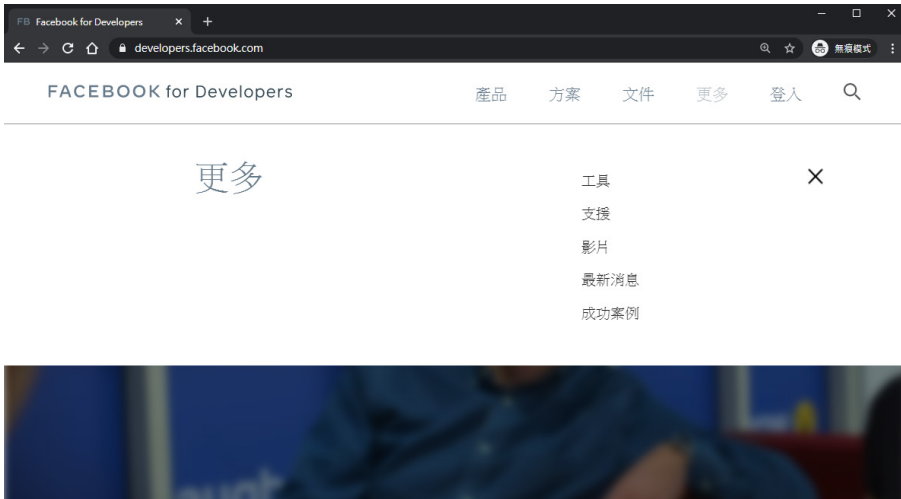 FB Facebook for Developers
developers.facebook.com
無痕模式
FACEBOOK for Developers
產品 方案 文件 更多 登入
更多
工具
支援
影片
最新消息
成功案例